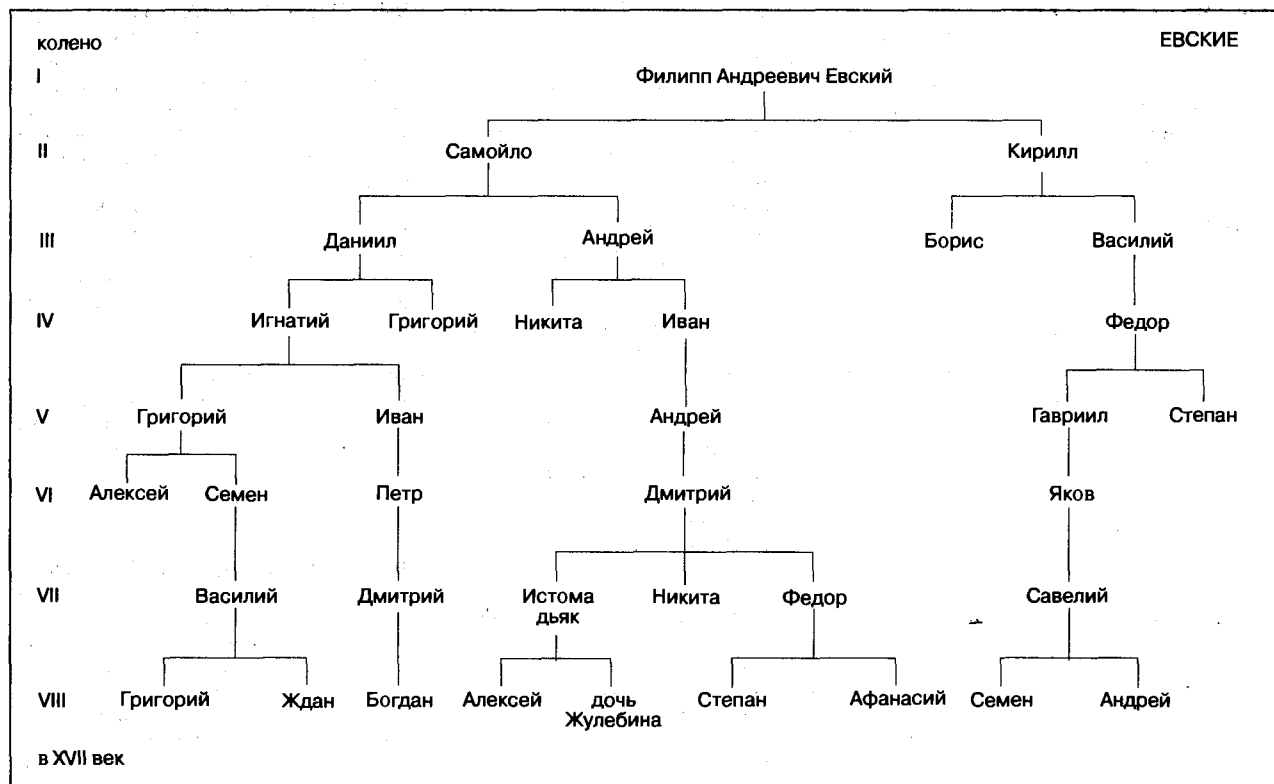 колено ЕВСКИЕ
I Филипп Андреевич Евский
II Самойло Кирилл
III Даниил Андрей Борис Василий
IV Игнатий Григорий Никита Иван Федор
V Григорий Иван Андрей Гавриил Степан
VI Алексей Семен Петр Дмитрий Яков
VII Василий Дмитрий Истома Никита Федор Савелий
дьяк
VIII Григорий Ждан Богдан Алексей дочь Степан Афанасий Семен Андрей
Жулебина
в XVII век